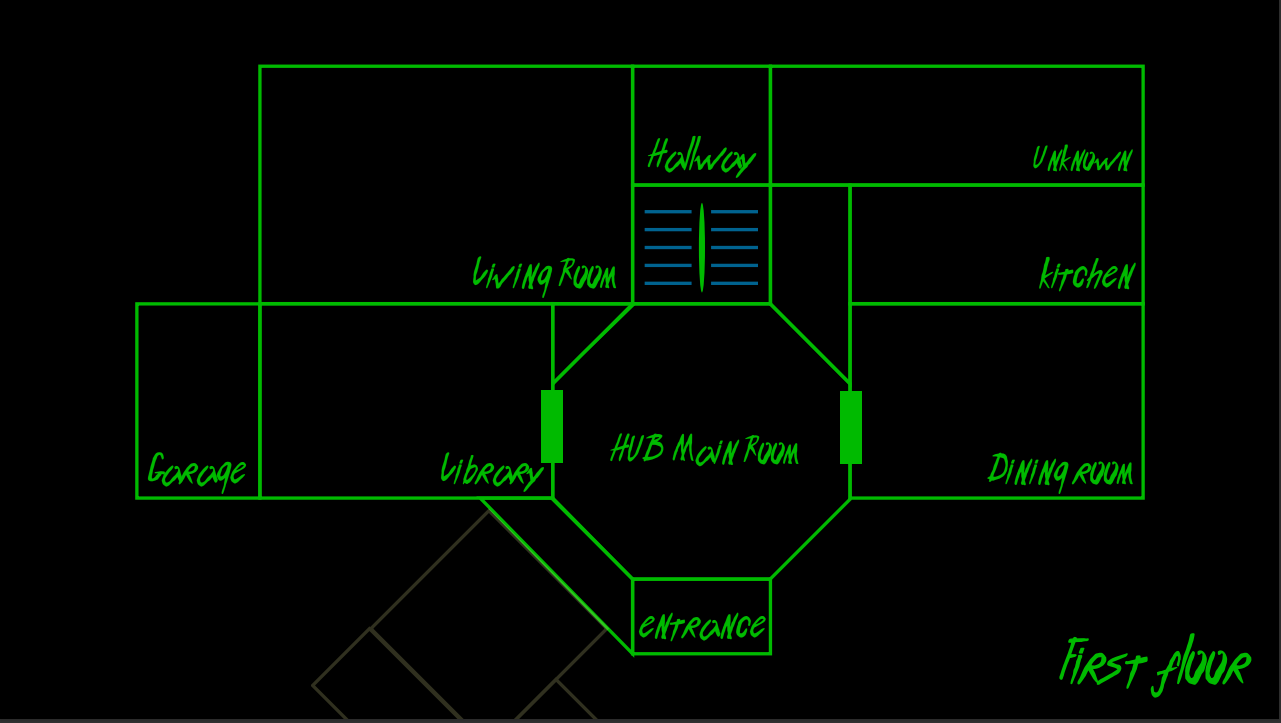 Hallway
Unknown
Living Room
Kitchen
HUB Main Room
Garage
Library
Dining room
entrance
First floor